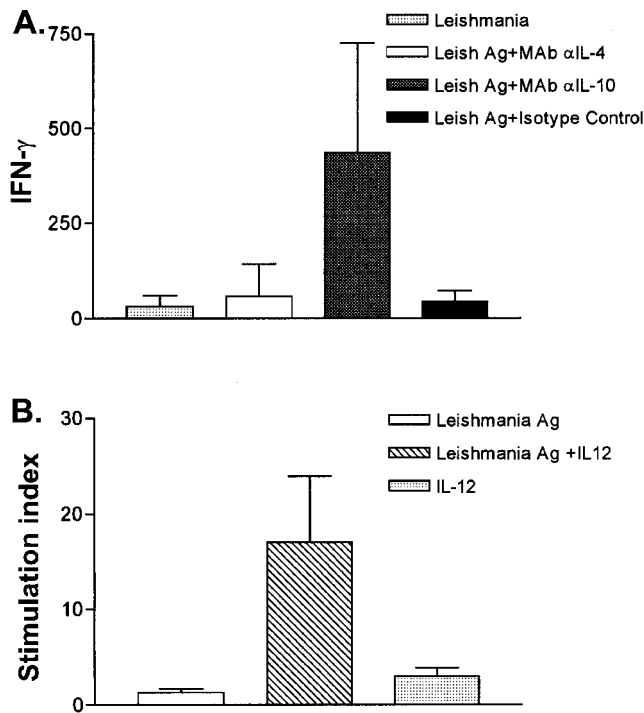 A.
Leishmania
Leish Ag+MAb αIL-4
Leish Ag+MAb αIL-10
Leish Ag+Isotype Control
750
500
250
0
IFN-γ
B.
Leishmania Ag
Leishmania Ag +IL12
IL-12
30
20
10
0
Stimulation index